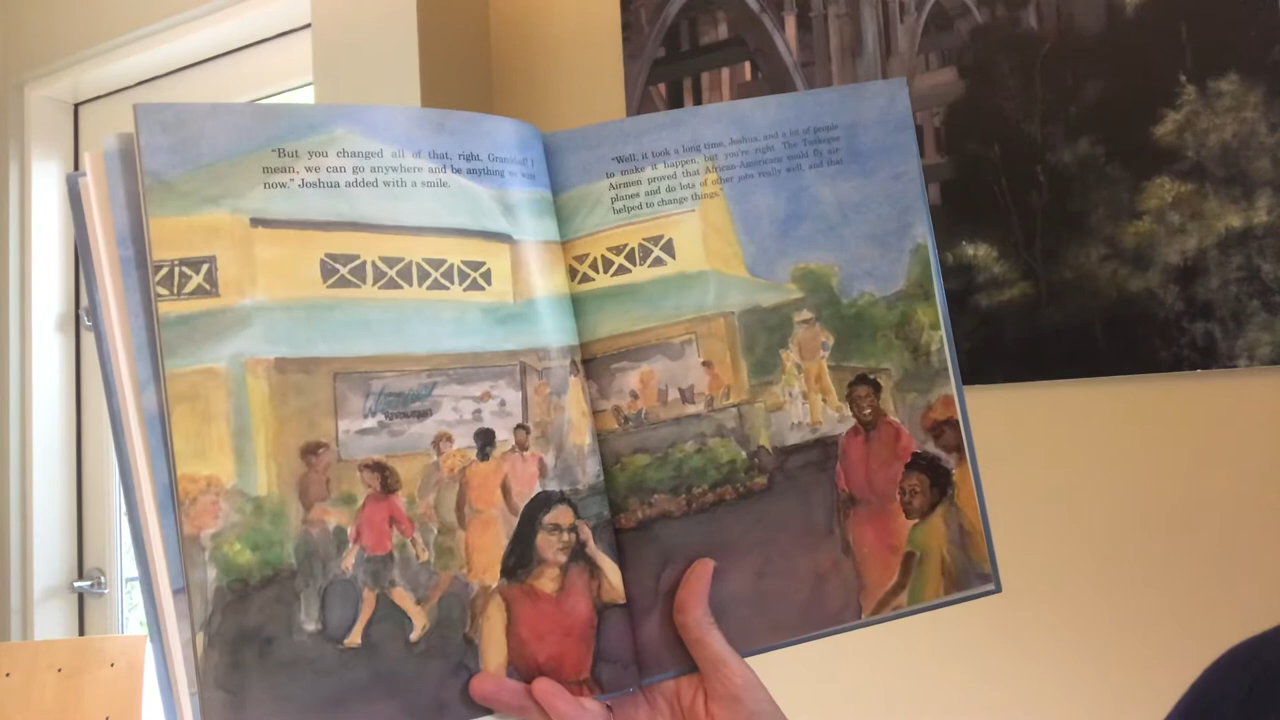 “But you changed all of that, right, Grandad! I
mean, we can go anywhere and be anything we want
now.” Joshua added with a smile.
“Well, it took a long time, Joshua, and a lot of people
to make it happen, but you’re right. The Tuskegee
Airmen proved that African-Americans could fly air-
planes and do lots of other jobs really well, and that
helped to change things.”
RESTAURANT